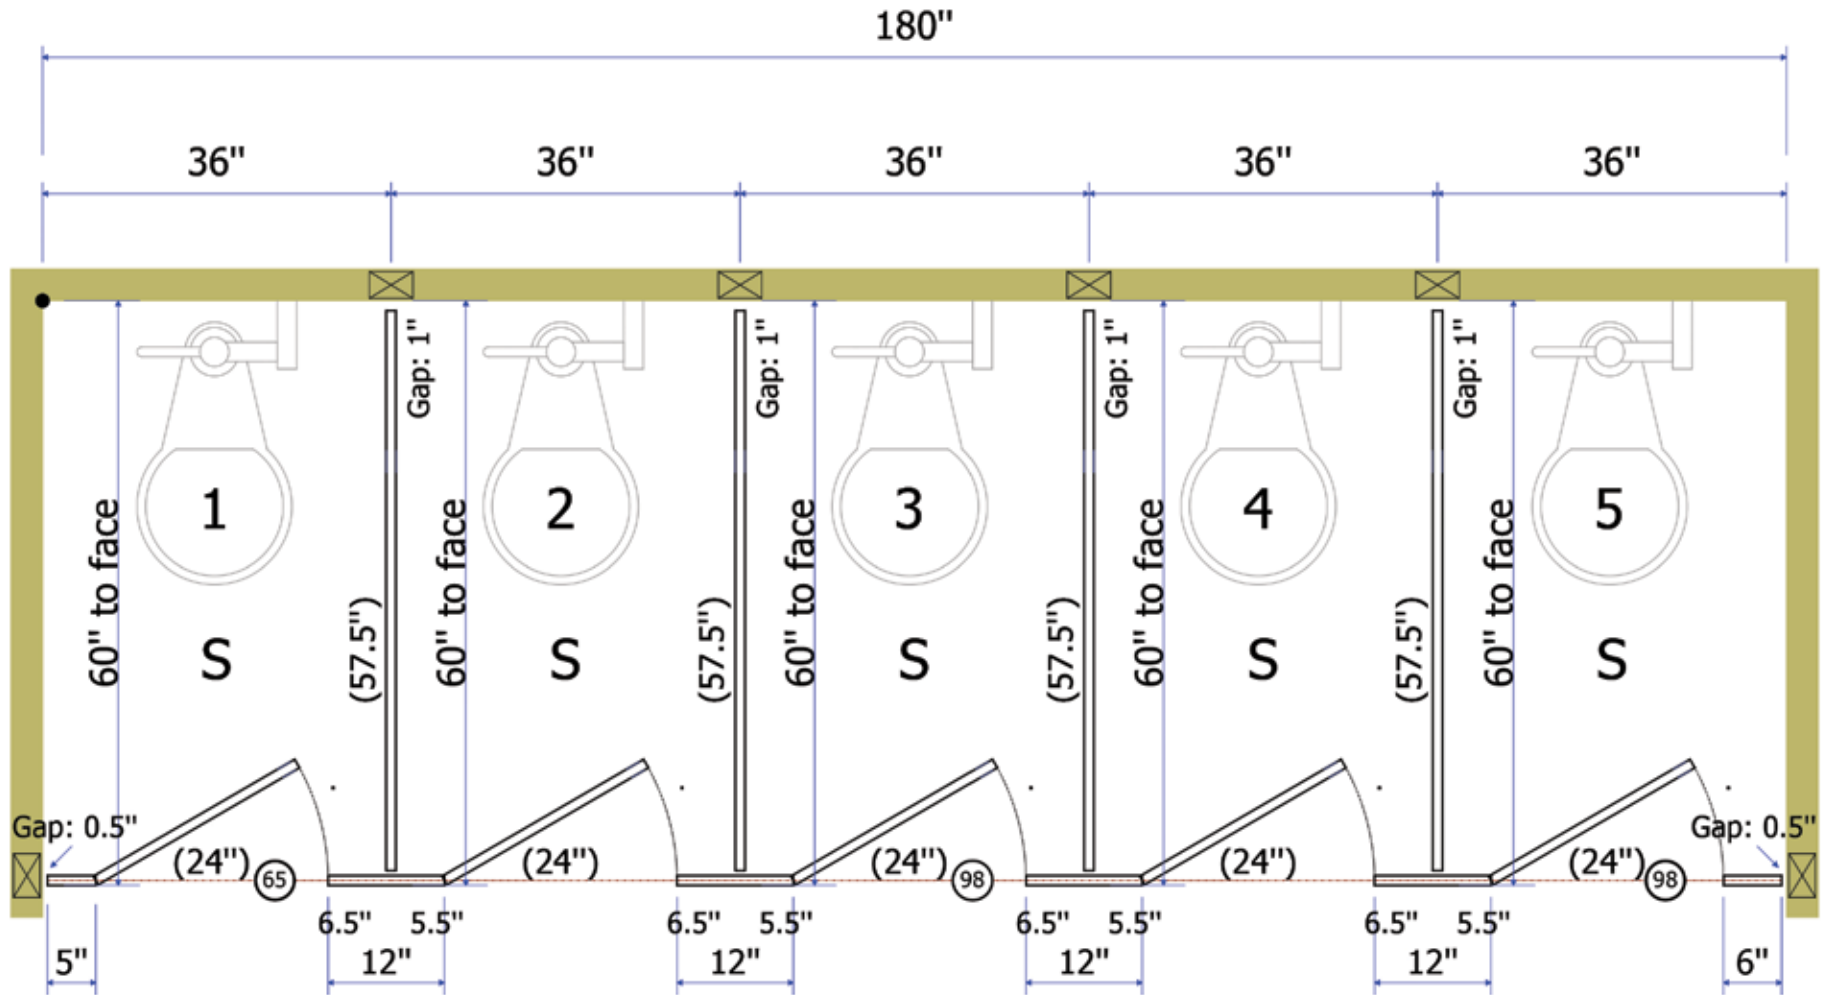 180"
36" 36" 36" 36" 36"
Gap: 1" Gap: 1" Gap: 1" Gap: 1"
1 2 3 4 5
60" to face 60" to face 60" to face 60" to face 60" to face
(57.5") (57.5") (57.5") (57.5")
S S S S S
Gap: 0.5" Gap: 0.5"
(24") 65 (24") (24") 98 (24") (24") 98
6.5" 5.5" 6.5" 5.5" 6.5" 5.5" 6.5" 5.5"
5" 12" 12" 12" 12" 6"